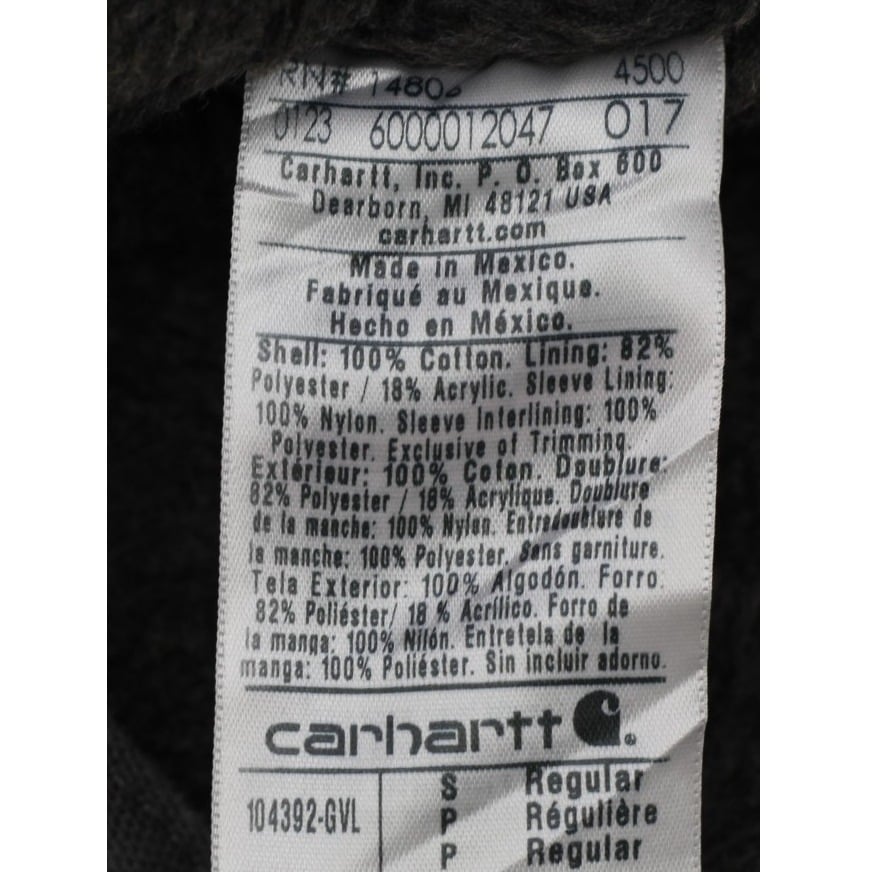 RN# 14806 4500
0123 6000012047 017
Carhartt, Inc. P. O. Box 600
Dearborn, MI 48121 USA
carhartt.com
Made in Mexico.
Fabriqué au Mexique.
Hecho en México.
Shell: 100% Cotton. Lining: 82%
Polyester / 18% Acrylic. Sleeve Lining:
100% Nylon. Sleeve Interlining: 100%
Polyester. Exclusive of Trimming.
Extérieur: 100% Coton. Doublure:
82% Polyester / 18% Acrylique. Doublure
de la manche: 100% Nylon. Entredoublure de
la manche: 100% Polyester. Sans garniture.
Tela Exterior: 100% Algodón. Forro:
82% Poliéster/ 18 % Acrílico. Forro de
la manga: 100% Nilón. Entretela de la
manga: 100% Poliéster. Sin incluir adorno.
carhartt
104392-GVL
S Regular
P Régulière
P Regular